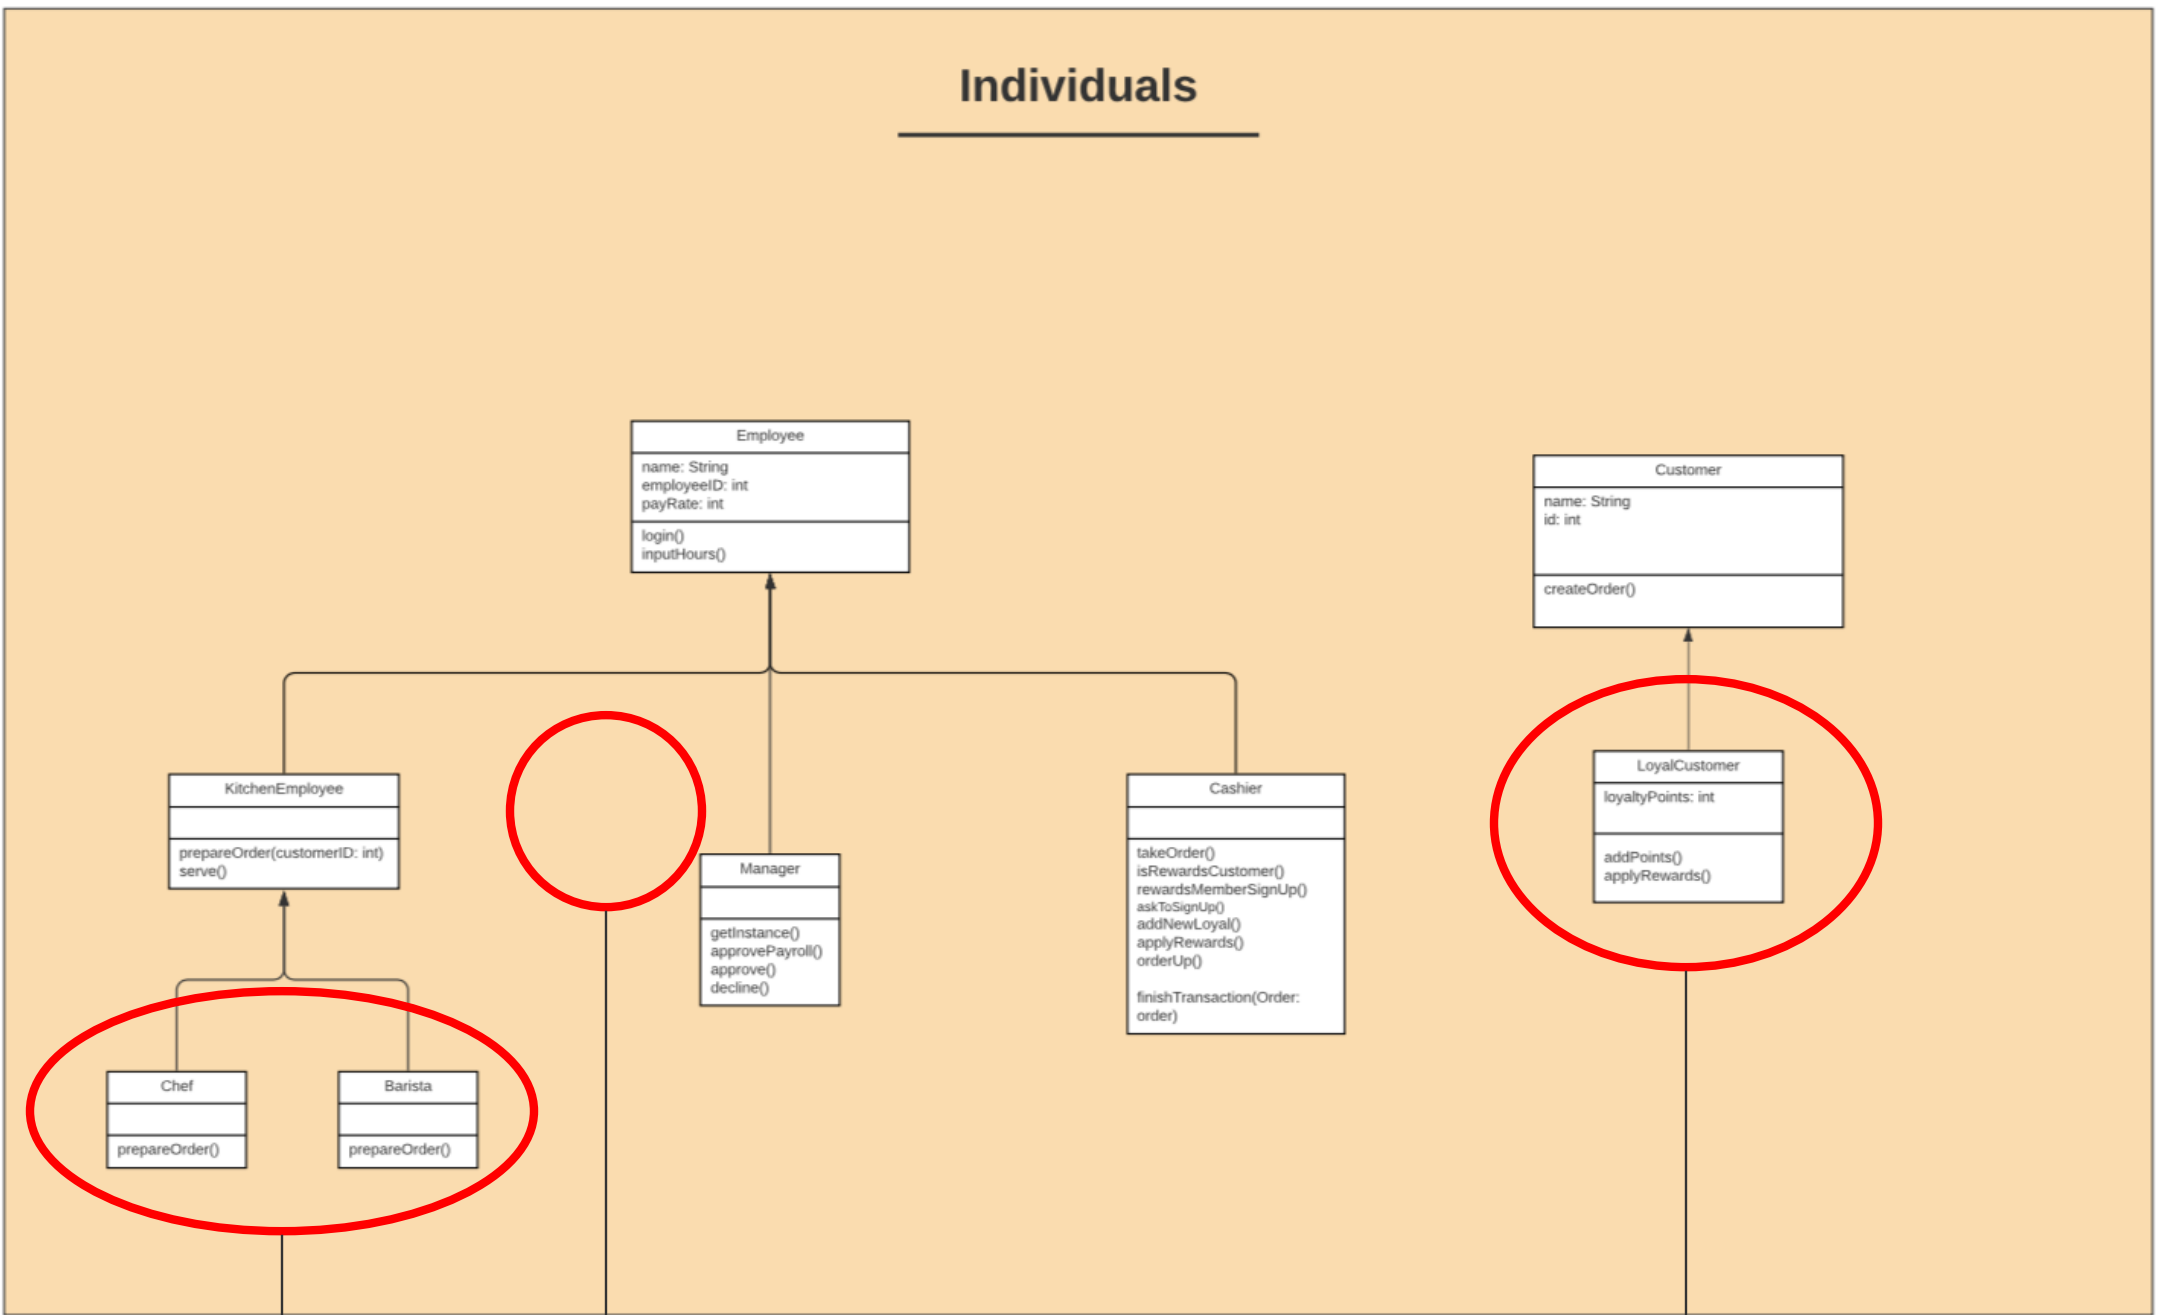 Individuals
Employee
name: String
employeeID: int
payRate: int
login()
inputHours()
Customer
name: String
id: int
createOrder()
KitchenEmployee
prepareOrder(customerID: int)
serve()
Manager
getInstance()
approvePayroll()
approve()
decline()
Cashier
takeOrder()
isRewardsCustomer()
rewardsMemberSignUp()
askToSignUp()
addNewLoyal()
applyRewards()
orderUp()
finishTransaction(Order:
order)
LoyalCustomer
loyaltyPoints: int
addPoints()
applyRewards()
Chef
prepareOrder()
Barista
prepareOrder()